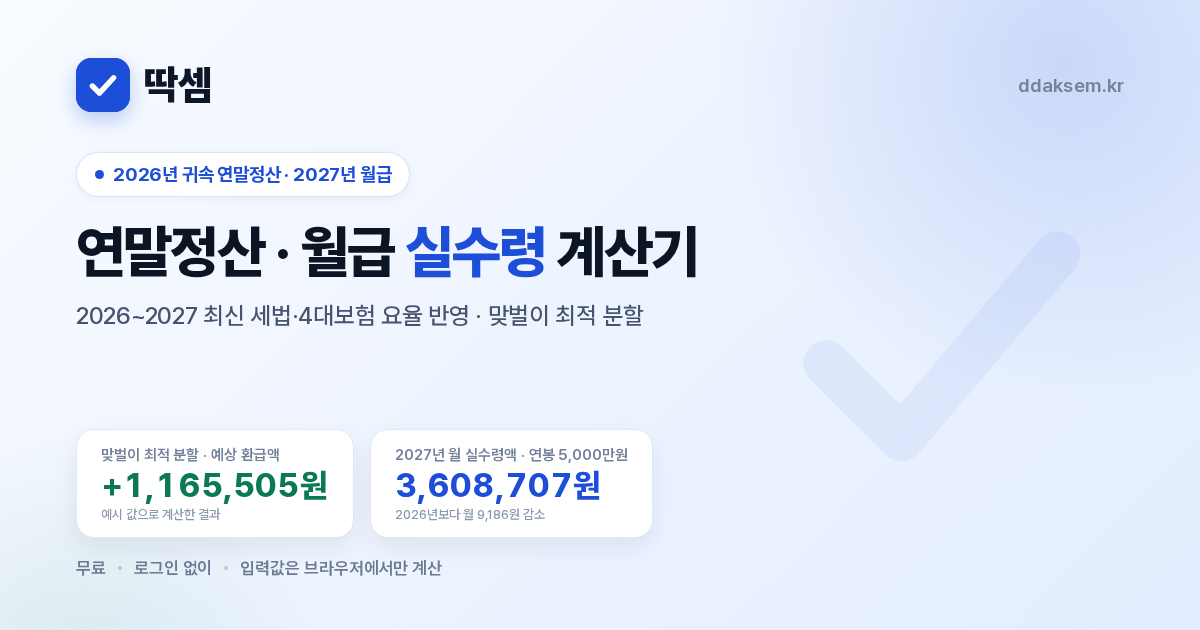 딱셈
ddaksem.kr
2026년 귀속 연말정산 · 2027년 월급
연말정산 · 월급 실수령 계산기
2026~2027 최신 세법·4대보험 요율 반영 · 맞벌이 최적 분할
맞벌이 최적 분할 · 예상 환급액
+1,165,505원
예시 값으로 계산한 결과
2027년 월 실수령액 · 연봉 5,000만원
3,608,707원
2026년보다 월 9,186원 감소
무료 • 로그인 없이 • 입력값은 브라우저에서만 계산